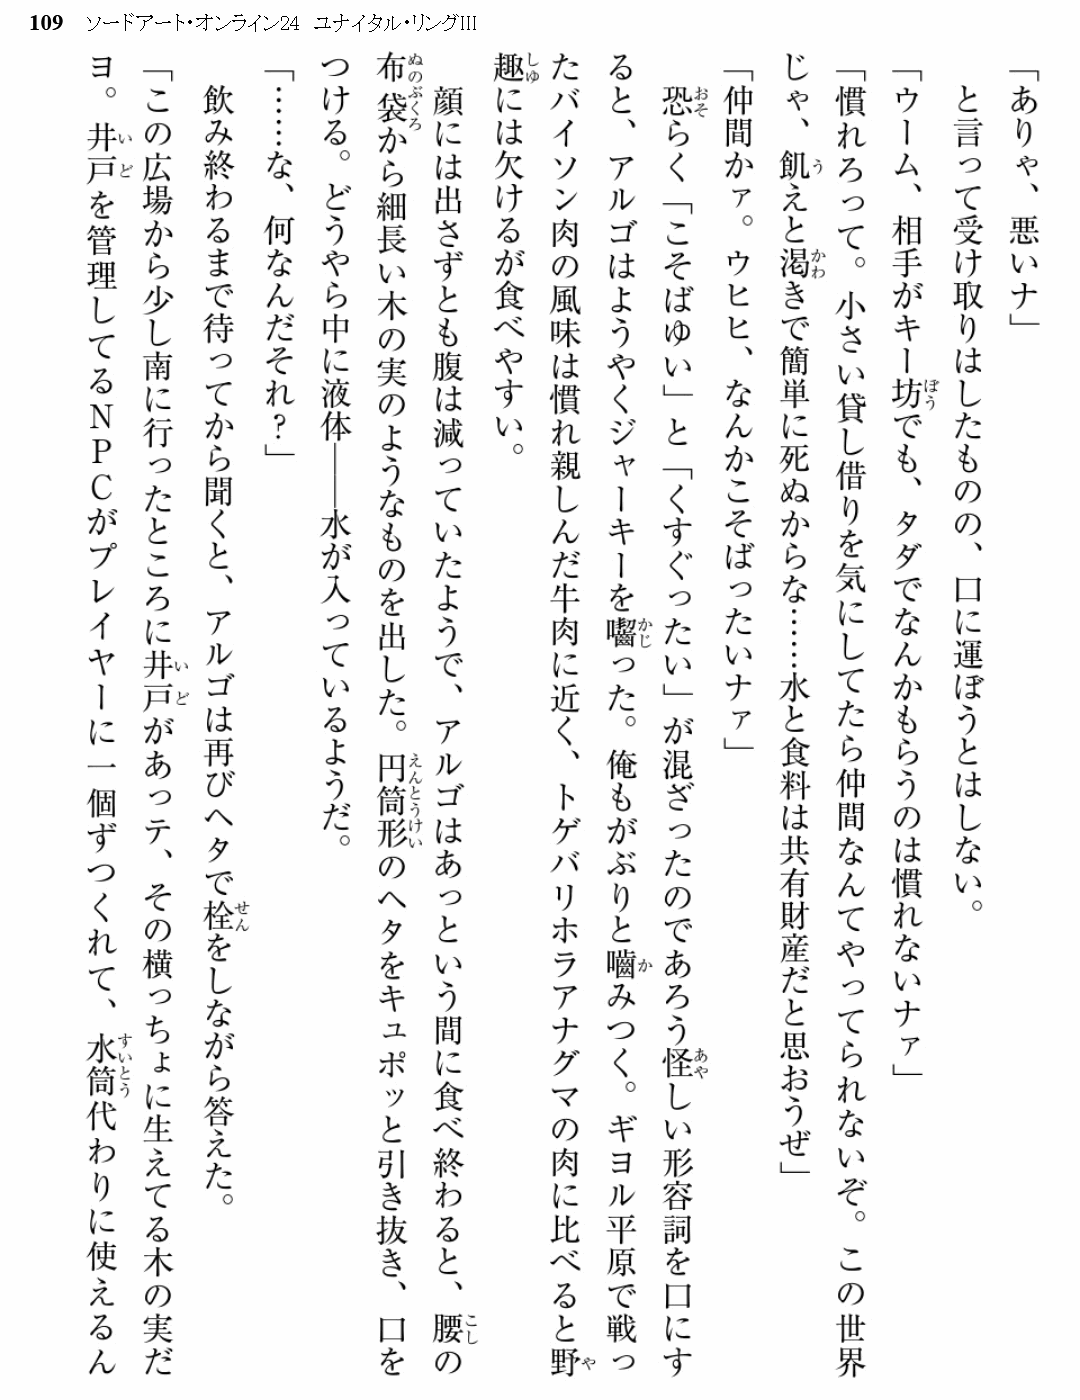 109 ソードアート・オンライン24 ユナイタル・リングIII
「ありゃ、悪いナ」
と言って受け取りはしたものの、口に運ぼうとはしない。
「ウーム、相手がキー坊でも、タダでなんかもらうのは慣れないナァ」
「慣れろって。小さい貸し借りを気にしてたら仲間なんてやってられないぞ。この世界
じゃ、飢えと渇きで簡単に死ぬからな……水と食料は共有財産だと思おうぜ」
「仲間かァ。ウヒヒ、なんかこそばったいナァ」
恐らく「こそばゆい」と「くすぐったい」が混ざったのであろう怪しい形容詞を口にす
ると、アルゴはようやくジャーキーを囓った。俺もがぶりと嚙みつく。ギヨル平原で戦っ
たバイソン肉の風味は慣れ親しんだ牛肉に近く、トゲバリホラアナグマの肉に比べると野
趣には欠けるが食べやすい。
顔には出さずとも腹は減っていたようで、アルゴはあっという間に食べ終わると、腰の
布袋から細長い木の実のようなものを出した。円筒形のヘタをキュポッと引き抜き、口を
つける。どうやら中に液体――水が入っているようだ。
「……な、何なんだそれ?」
飲み終わるまで待ってから聞くと、アルゴは再びヘタで栓をしながら答えた。
「この広場から少し南に行ったところに井戸があっテ、その横っちょに生えてる木の実だ
ヨ。井戸を管理してるNPCがプレイヤーに一個ずつくれて、水筒代わりに使えるん